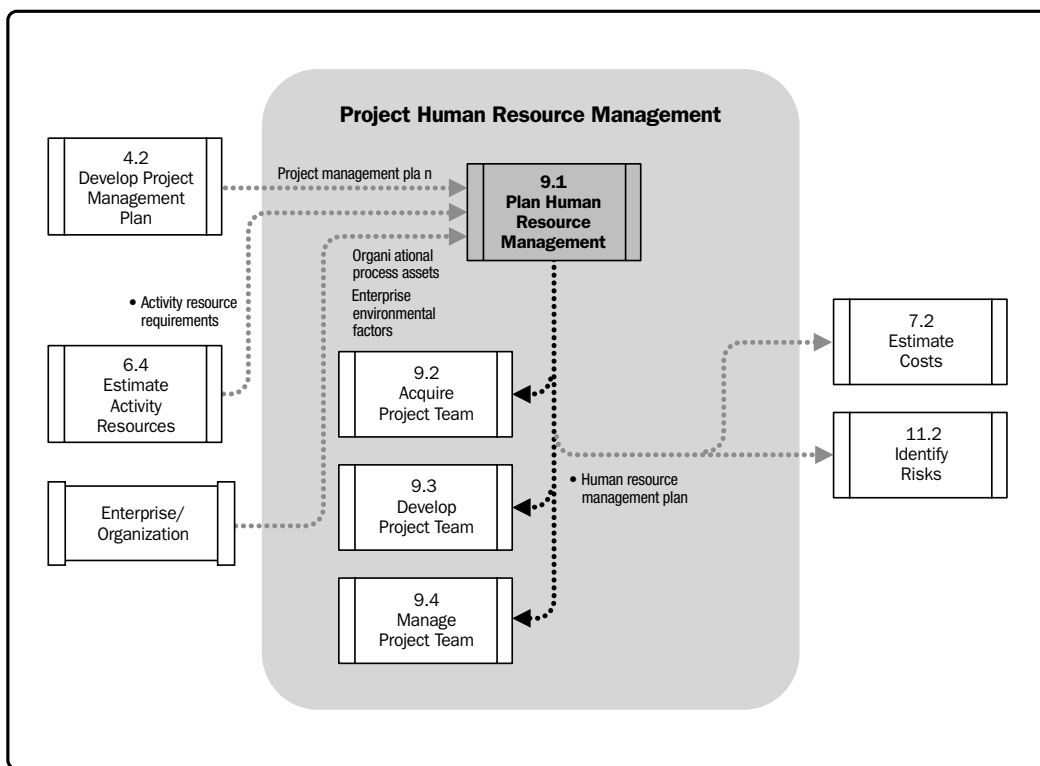 Project Human Resource Management
4.2
Develop Project
Management
Plan
Project management pla n
9.1
Plan Human
Resource
Management
Organi ational
process assets
Enterprise
environmental
factors
• Activity resource
requirements
6.4
Estimate
Activity
Resources
Enterprise/
Organization
9.2
Acquire
Project Team
9.3
Develop
Project Team
9.4
Manage
Project Team
• Human resource
management plan
7.2
Estimate
Costs
11.2
Identify
Risks